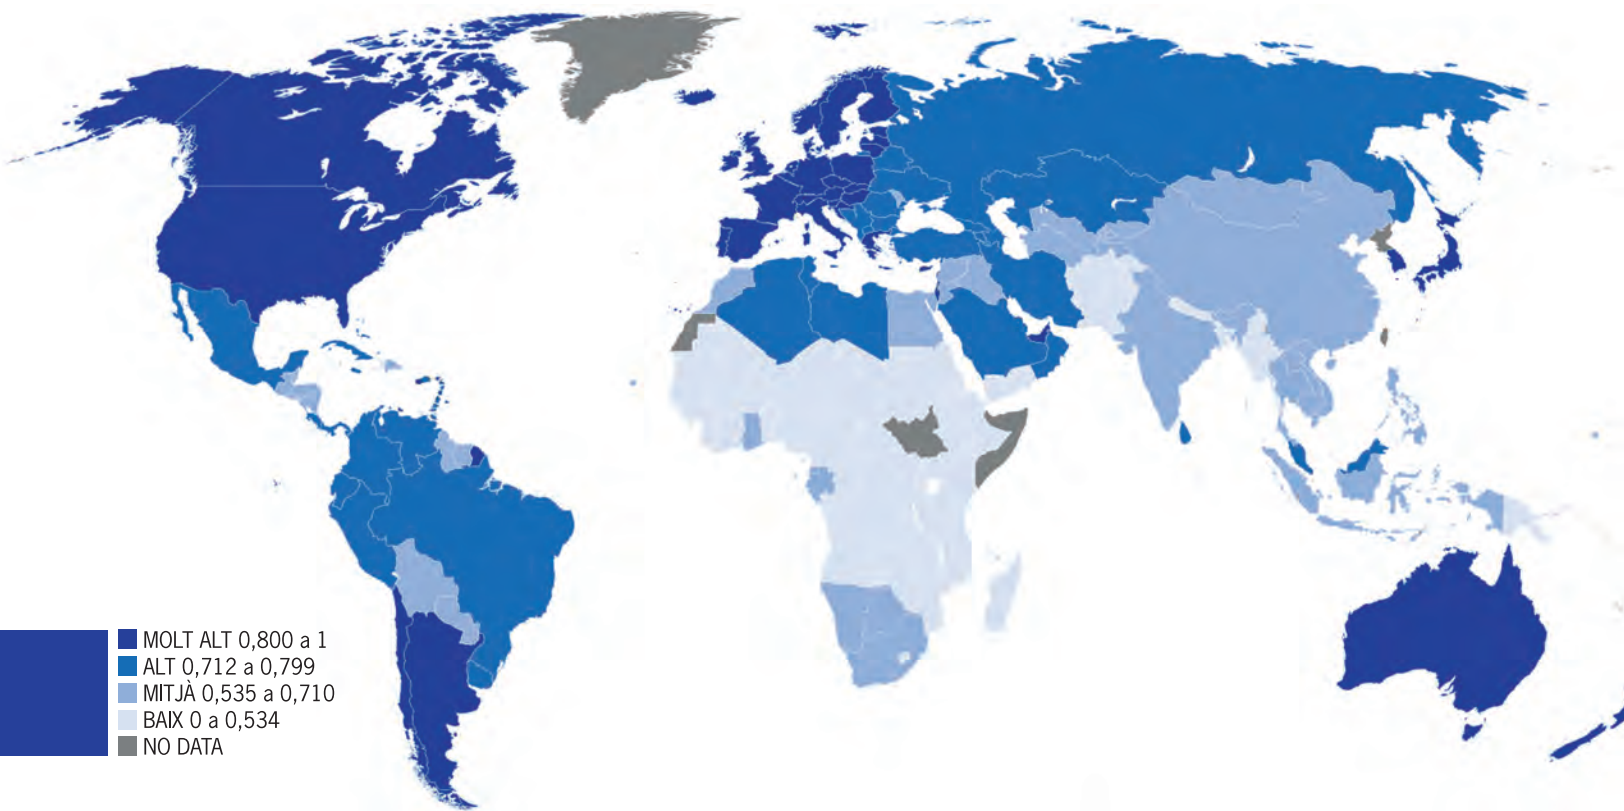 MOLT ALT 0,800 a 1
ALT 0,712 a 0,799
MITJÀ 0,535 a 0,710
BAIX 0 a 0,534
NO DATA